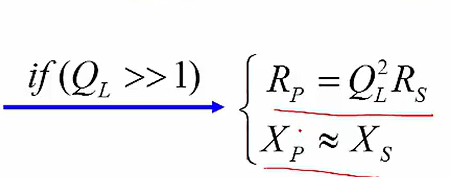 if (Q_L >> 1)
R_P = Q_L^2 R_S
X_P ≈ X_S